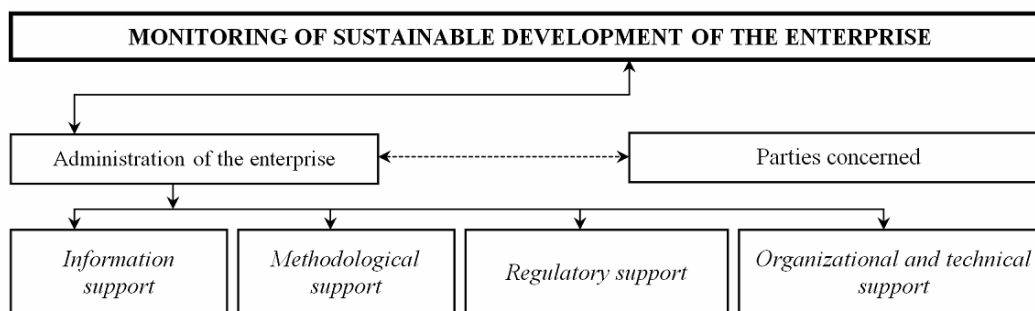 MONITORING OF SUSTAINABLE DEVELOPMENT OF THE ENTERPRISE
Administration of the enterprise
Parties concerned
Information
support
Methodological
support
Regulatory support
Organizational and technical
support